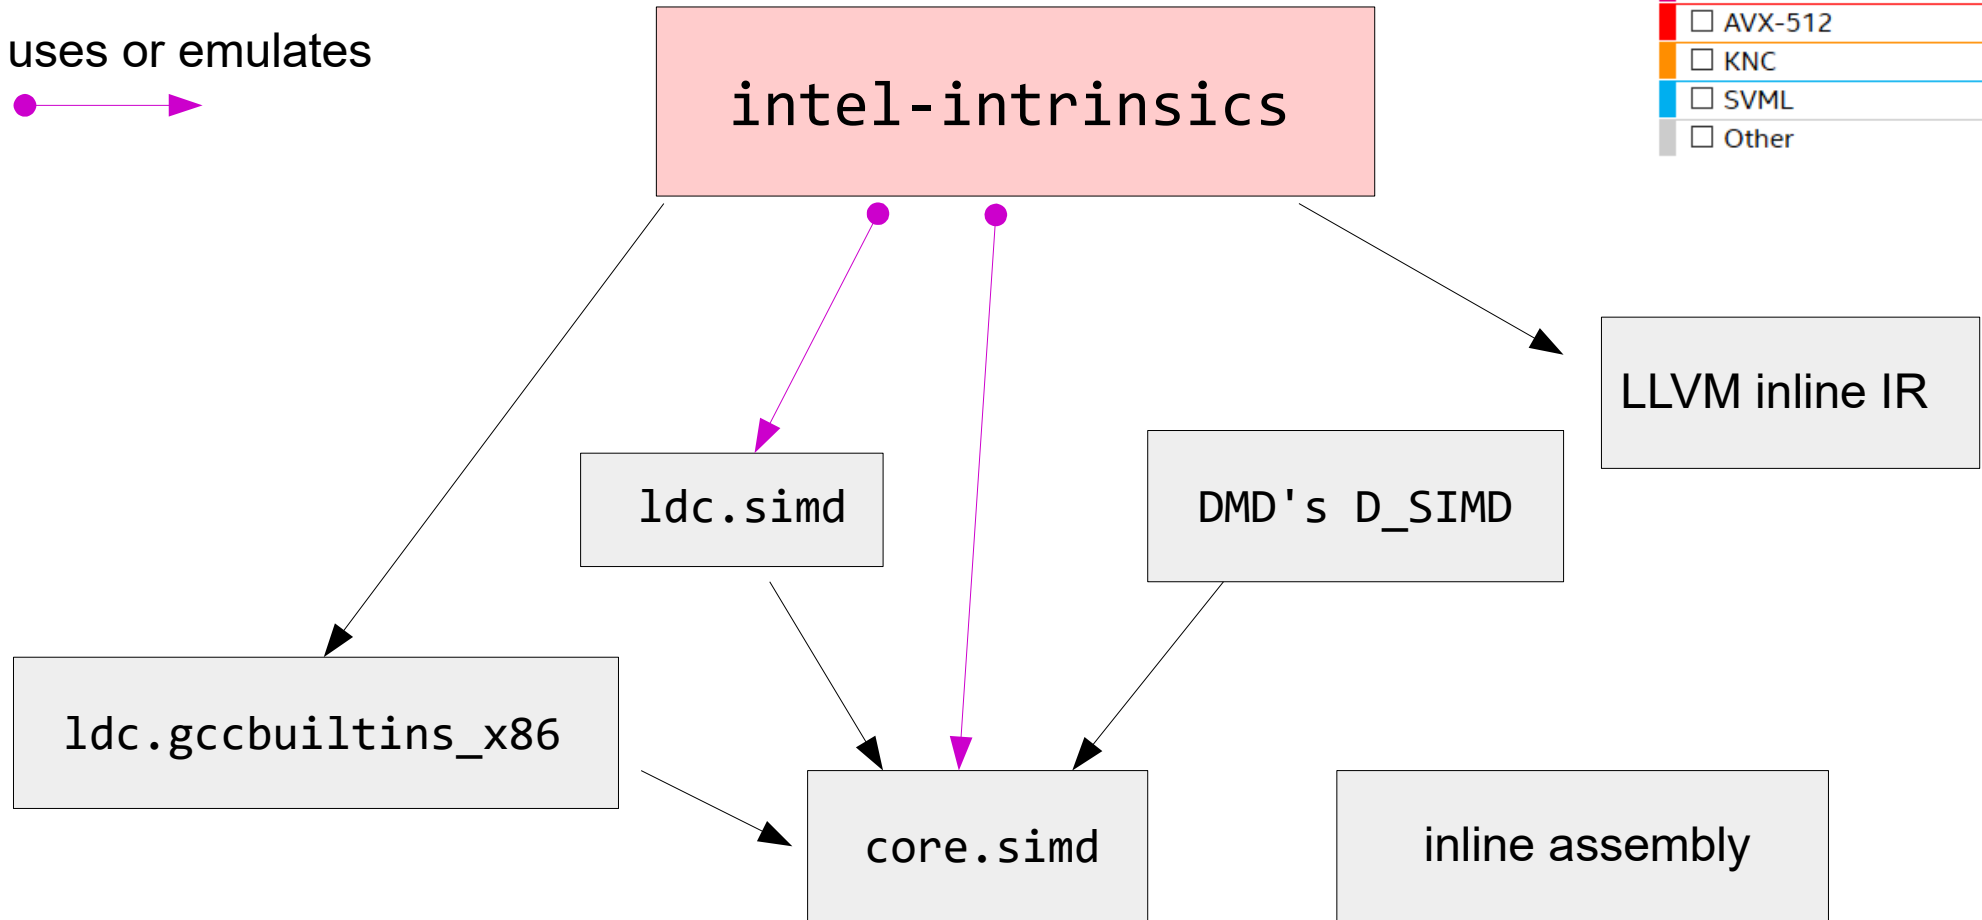 uses or emulates
intel-intrinsics
AVX-512
KNC
SVML
Other
LLVM inline IR
ldc.simd
DMD's D_SIMD
ldc.gccbuiltins_x86
core.simd
inline assembly